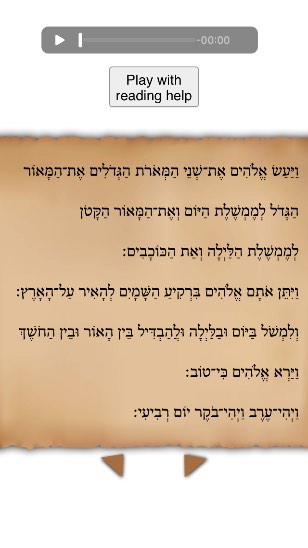 -00:00
Play with
reading help
וַיַּעַשׂ אֱלֹהִים אֶת־שְׁנֵי הַמְּאֹרֹת הַגְּדֹלִים אֶת־הַמָּאוֹר
הַגָּדֹל לְמֶמְשֶׁלֶת הַיּוֹם וְאֶת־הַמָּאוֹר הַקָּטֹן
לְמֶמְשֶׁלֶת הַלַּיְלָה וְאֵת הַכּוֹכָבִים׃
וַיִּתֵּן אֹתָם אֱלֹהִים בִּרְקִיעַ הַשָּׁמָיִם לְהָאִיר עַל־הָאָרֶץ׃
וְלִמְשֹׁל בַּיּוֹם וּבַלַּיְלָה וּלְהַבְדִּיל בֵּין הָאוֹר וּבֵין הַחֹשֶׁךְ
וַיַּרְא אֱלֹהִים כִּי־טוֹב׃
וַיְהִי־עֶרֶב וַיְהִי־בֹקֶר יוֹם רְבִיעִי׃